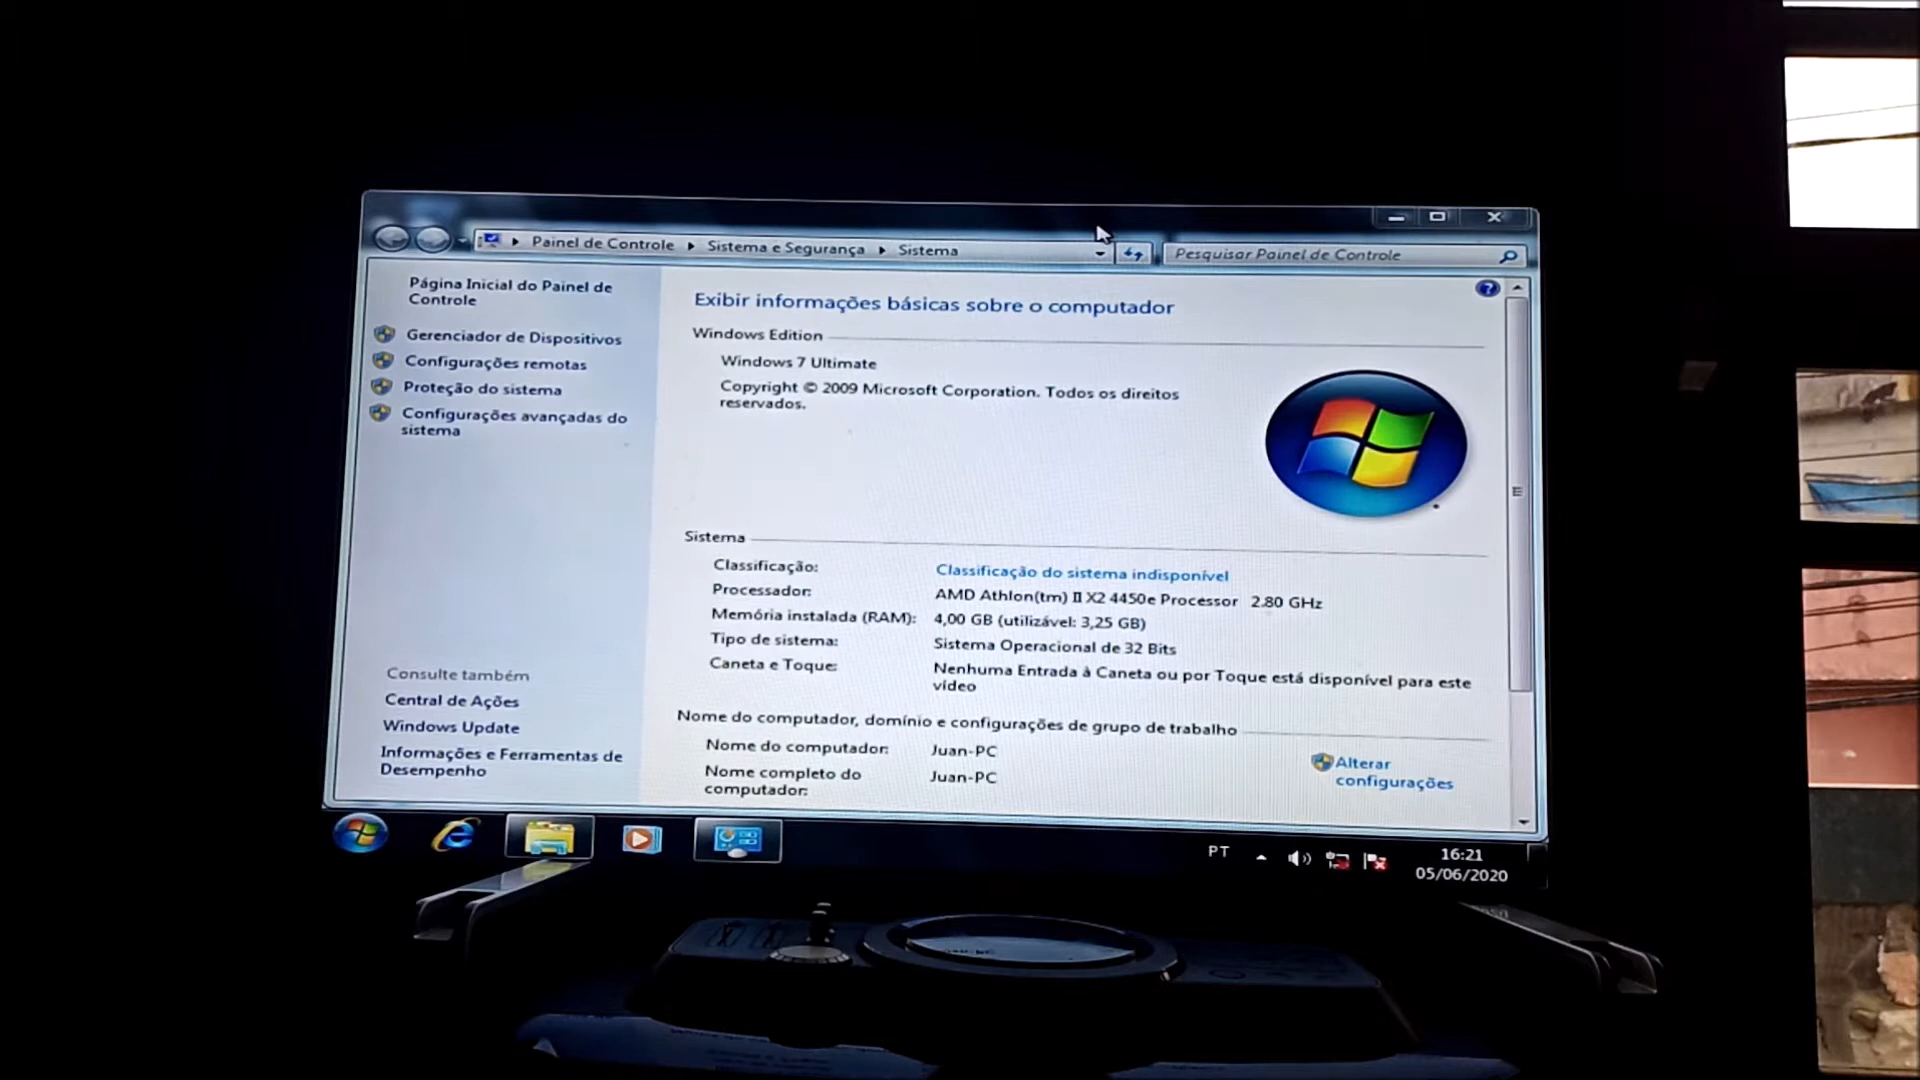 Painel de Controle
Sistema e Segurança
Sistema
Pesquisar Painel de Controle
Página Inicial do Painel de
Controle
Gerenciador de Dispositivos
Configurações remotas
Proteção do sistema
Configurações avançadas do
sistema
Consulte também
Central de Ações
Windows Update
Informações e Ferramentas de
Desempenho
Exibir informações básicas sobre o computador
Windows Edition
Windows 7 Ultimate
Copyright © 2009 Microsoft Corporation. Todos os direitos
reservados.
Sistema
Classificação: Classificação do sistema indisponível
Processador: AMD Athlon(tm) II X2 4450e Processor 2.80 GHz
Memória instalada (RAM): 4,00 GB (utilizável: 3,25 GB)
Tipo de sistema: Sistema Operacional de 32 Bits
Caneta e Toque: Nenhuma Entrada à Caneta ou por Toque está disponível para este
vídeo
Nome do computador, domínio e configurações de grupo de trabalho
Nome do computador: Juan-PC
Nome completo do
computador: Juan-PC
Alterar
configurações
PT
16:21
05/06/2020